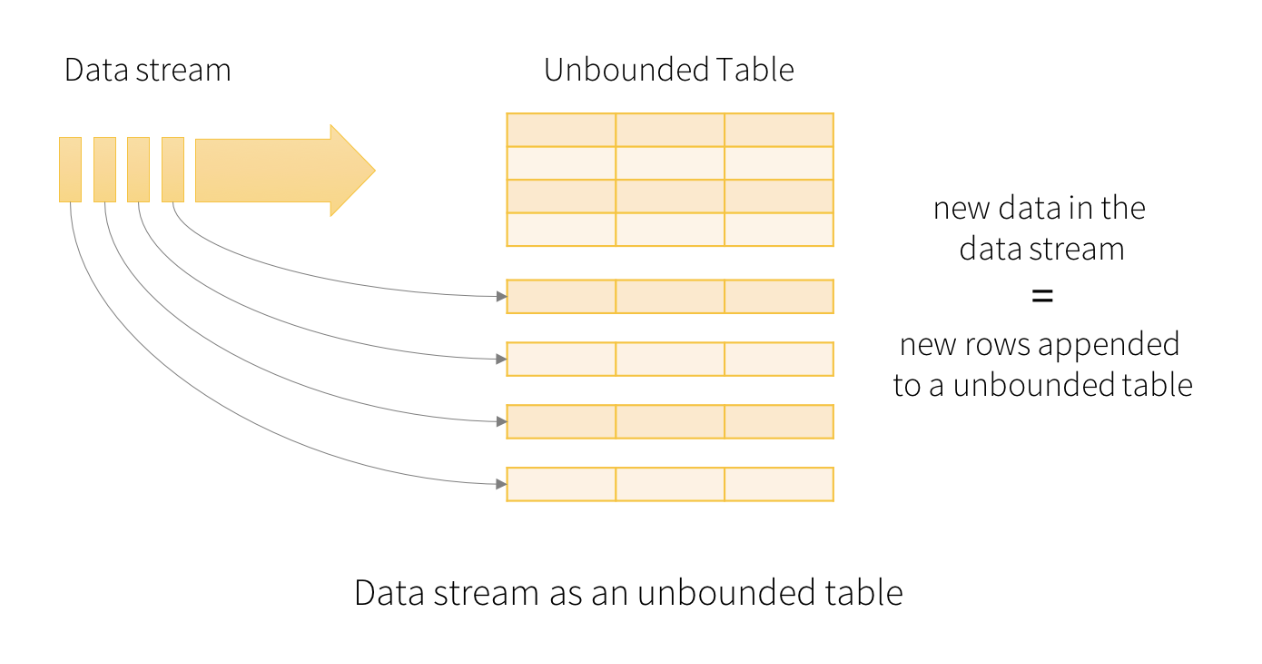 Data stream
Unbounded Table
new data in the
data stream
=
new rows appended
to a unbounded table
Data stream as an unbounded table